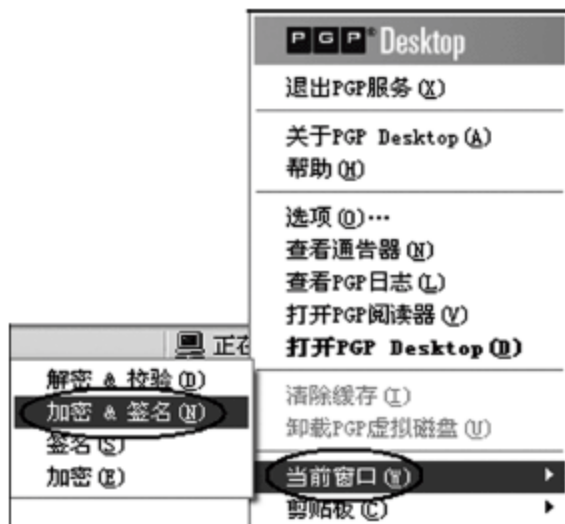 PGP® Desktop
退出PGP服务(X)
关于PGP Desktop(A)
帮助(H)
选项(O)…
查看通告器(N)
查看PGP日志(L)
打开PGP阅读器(V)
打开PGP Desktop(D)
清除缓存(I)
卸载PGP虚拟磁盘(U)
当前窗口(W)
剪贴板(C)
正在
解密 & 校验(D)
加密 & 签名(N)
签名(S)
加密(E)